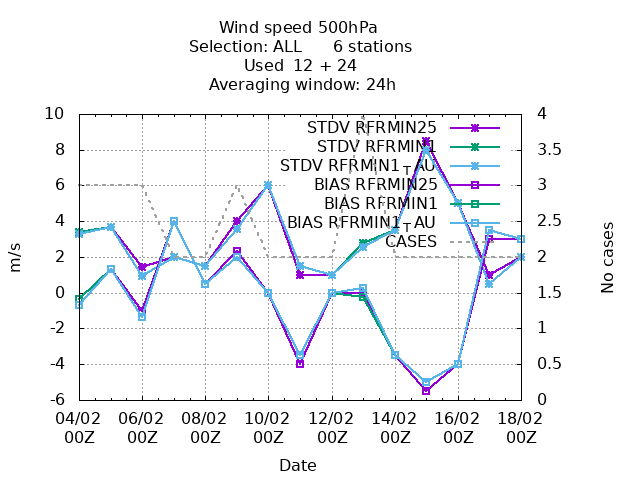 Wind speed 500hPa
Selection: ALL 6 stations
Used 12 + 24
Averaging window: 24h
10
8
6
4
2
0
-2
-4
-6
4
3.5
3
2.5
2
1.5
1
0.5
0
m/s
No cases
STDV RFRMIN25
STDV RFRMIN1
STDV RFRMIN1_AU
BIAS RFRMIN25
BIAS RFRMIN1
BIAS RFRMIN1_AU
CASES
04/02 06/02 08/02 10/02 12/02 14/02 16/02 18/02
00Z 00Z 00Z 00Z 00Z 00Z 00Z 00Z
Date